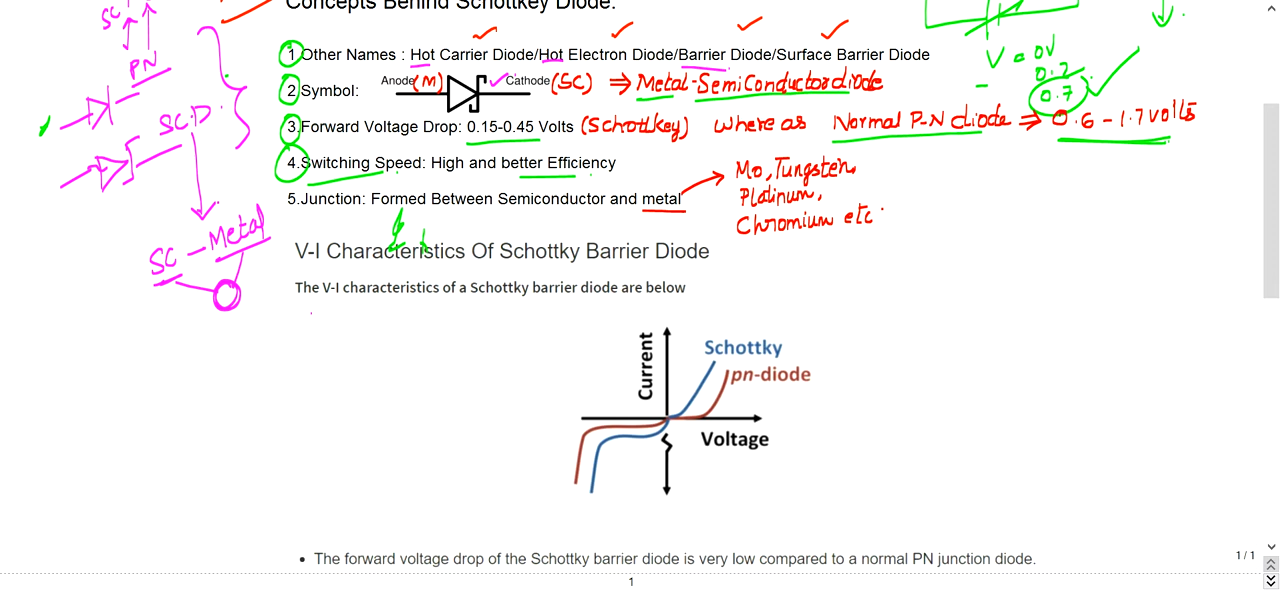 Concepts Behind Schottkey Diode:
SC
PN
SC.D
SC - Metal
V = 0V
0.2
0.7
1.Other Names : Hot Carrier Diode/Hot Electron Diode/Barrier Diode/Surface Barrier Diode
2.Symbol: Anode (M) Cathode (SC) ⇒ Metal-SemiConductor diode
3.Forward Voltage Drop: 0.15-0.45 Volts (Schottkey) where as Normal P-N diode ⇒ 0.6 - 1.7 volts
4.Switching Speed: High and better Efficiency
5.Junction: Formed Between Semiconductor and metal
Mo, Tungsten,
Platinum,
Chromium etc.
V-I Characteristics Of Schottky Barrier Diode
The V-I characteristics of a Schottky barrier diode are below
Current
Schottky
pn-diode
Voltage
• The forward voltage drop of the Schottky barrier diode is very low compared to a normal PN junction diode.
1 / 1
1